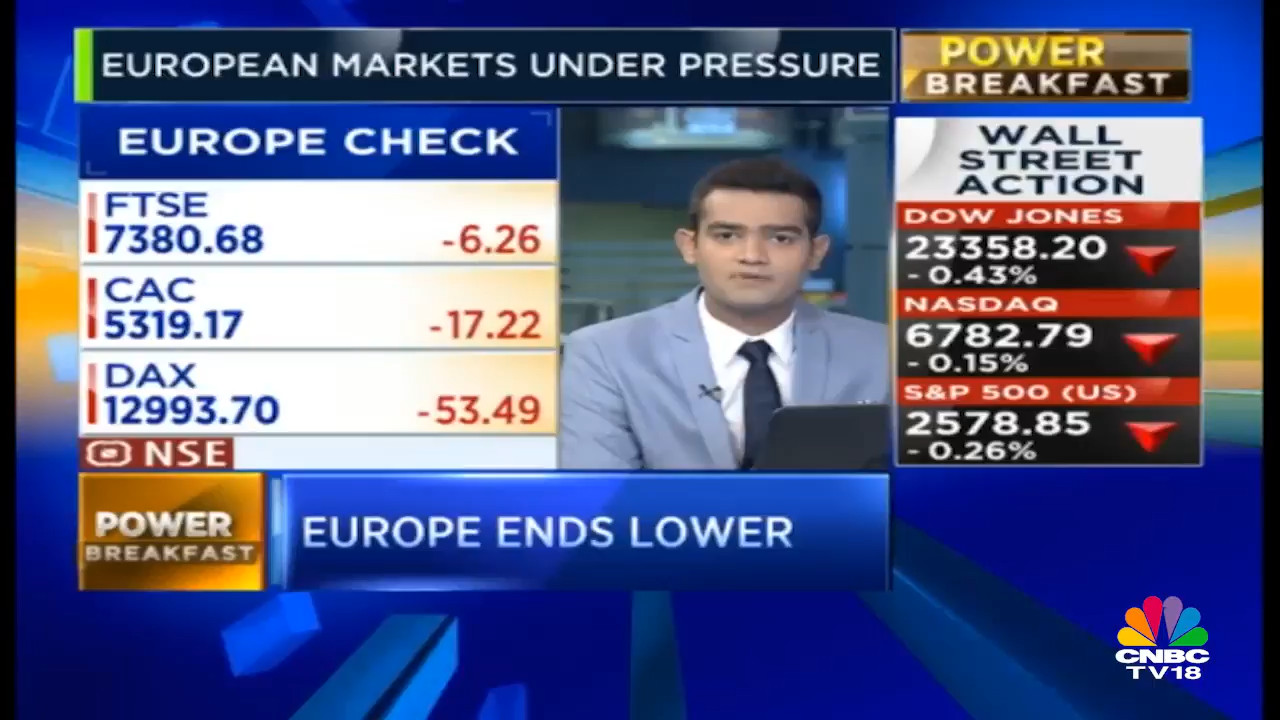 EUROPEAN MARKETS UNDER PRESSURE
POWER
BREAKFAST
EUROPE CHECK
FTSE
7380.68 -6.26
CAC
5319.17 -17.22
DAX
12993.70 -53.49
NSE
WALL
STREET
ACTION
DOW JONES
23358.20
- 0.43%
NASDAQ
6782.79
- 0.15%
S&P 500 (US)
2578.85
- 0.26%
POWER
BREAKFAST
EUROPE ENDS LOWER
CNBC
TV18